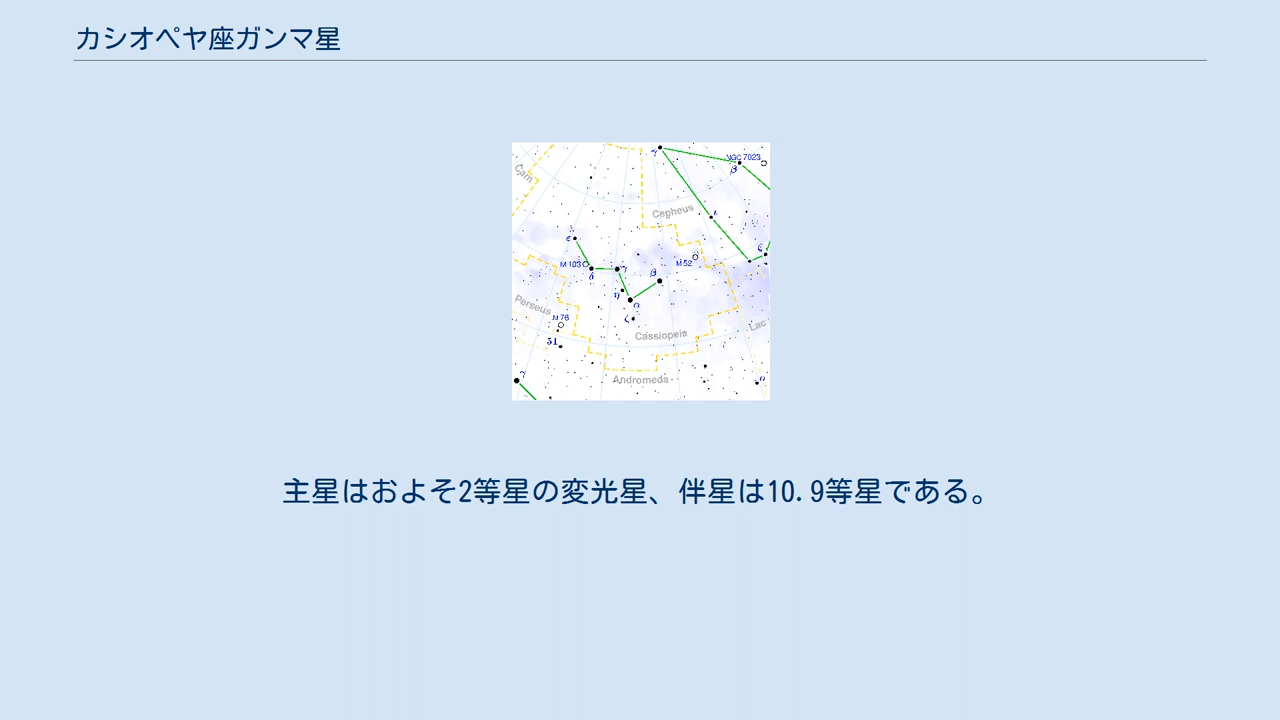 カシオペヤ座ガンマ星
Cam
γ
NGC 7023
β
Cepheus
ι
ε
ζ
M 103
δ
γ
β
M 52
η
α
Perseus
M 76
ζ
Cassiopeia
Lac
51
Andromeda
γ
ο
主星はおよそ2等星の変光星、伴星は10.9等星である。